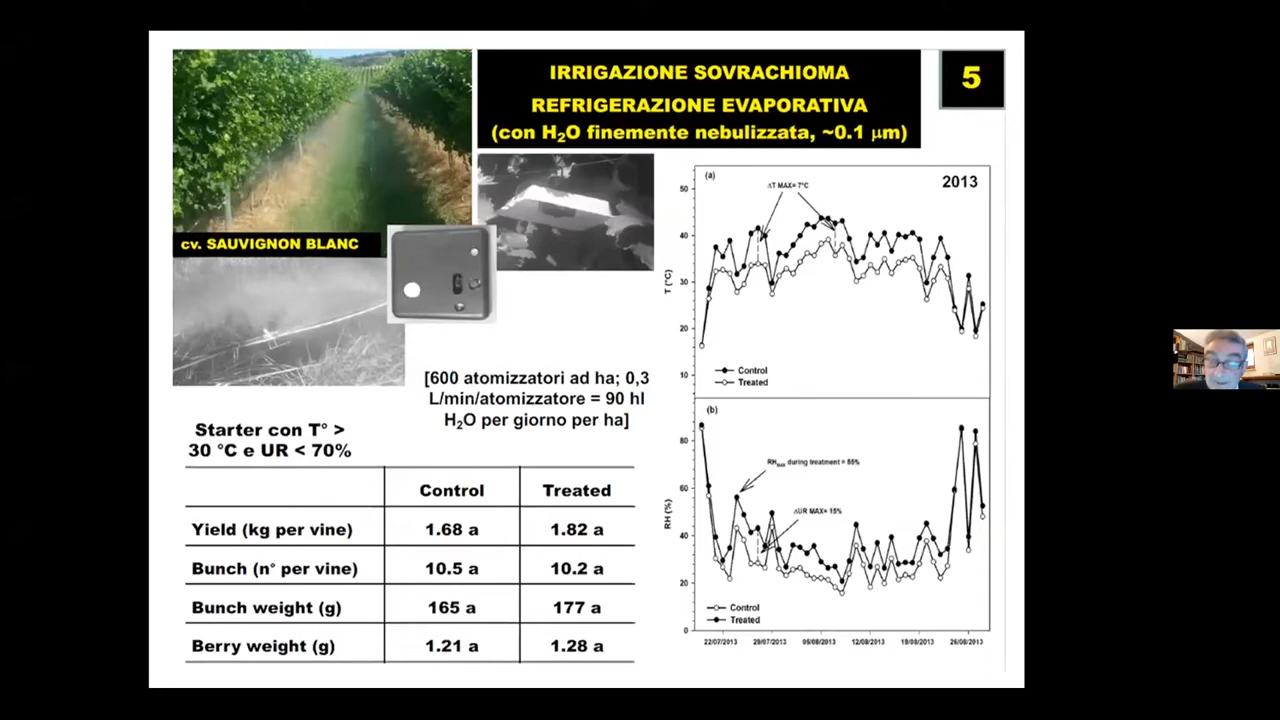 IRRIGAZIONE SOVRACHIOMA
REFRIGERAZIONE EVAPORATIVA
(con H₂O finemente nebulizzata, ~0.1 µm)
5
cv. SAUVIGNON BLANC
[600 atomizzatori ad ha; 0,3
L/min/atomizzatore = 90 hl
H₂O per giorno per ha]
Starter con T° >
30 °C e UR < 70%
Control Treated
Yield (kg per vine) 1.68 a 1.82 a
Bunch (n° per vine) 10.5 a 10.2 a
Bunch weight (g) 165 a 177 a
Berry weight (g) 1.21 a 1.28 a
(a)
2013
ΔT MAX= 7°C
T (°C)
50
40
30
20
10
Control
Treated
(b)
RH during treatment = 55%
ΔUR MAX= 15%
RH (%)
80
60
40
20
0
Control
Treated
22/07/2013 29/07/2013 05/08/2013 12/08/2013 19/08/2013 26/08/2013